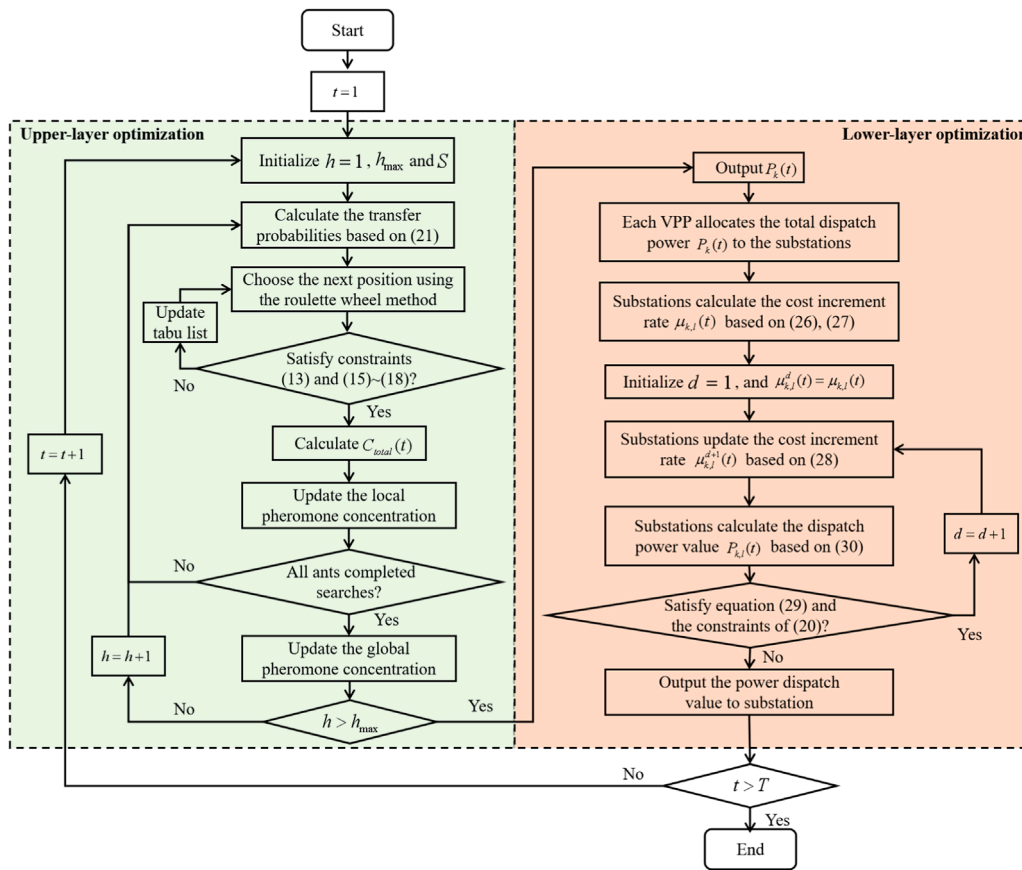 Start
t = 1
Upper-layer optimization
Initialize h = 1 , h_max and S
Calculate the transfer
probabilities based on (21)
Choose the next position using
the roulette wheel method
Update
tabu list
Satisfy constraints
(13) and (15)~(18)?
No
Yes
Calculate C_total(t)
t = t+1
Update the local
pheromone concentration
No
All ants completed
searches?
Yes
h = h+1
Update the global
pheromone concentration
No
h > h_max
Yes
Lower-layer optimization
Output P_k(t)
Each VPP allocates the total dispatch
power P_k(t) to the substations
Substations calculate the cost increment
rate μ_{k,l}(t) based on (26), (27)
Initialize d = 1, and μ^d_{k,l}(t) = μ_{k,l}(t)
Substations update the cost increment
rate μ^{d+1}_{k,l}(t) based on (28)
Substations calculate the dispatch
power value P_{k,l}(t) based on (30)
d = d+1
Satisfy equation (29) and
the constraints of (20)?
Yes
No
Output the power dispatch
value to substation
No
t > T
Yes
End